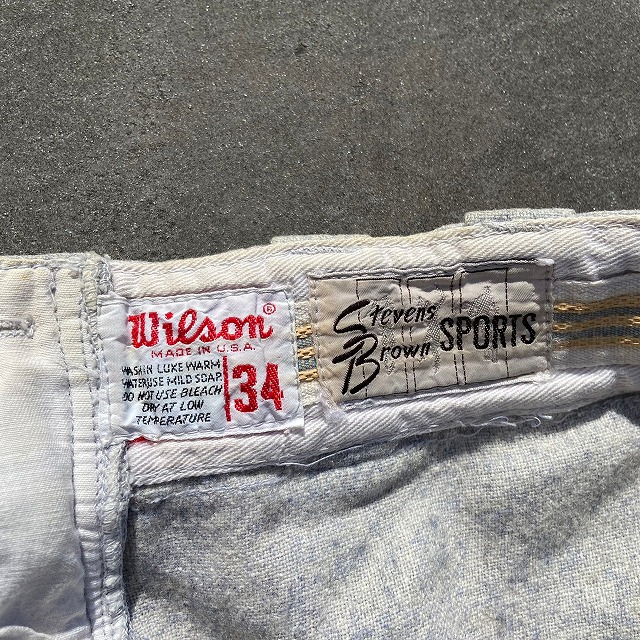 Wilson®
MADE IN U.S.A.
WASH IN LUKE WARM
WATER USE MILD SOAP
DO NOT USE BLEACH
DRY AT LOW
TEMPERATURE
34
Stevens
Brown
SPORTS